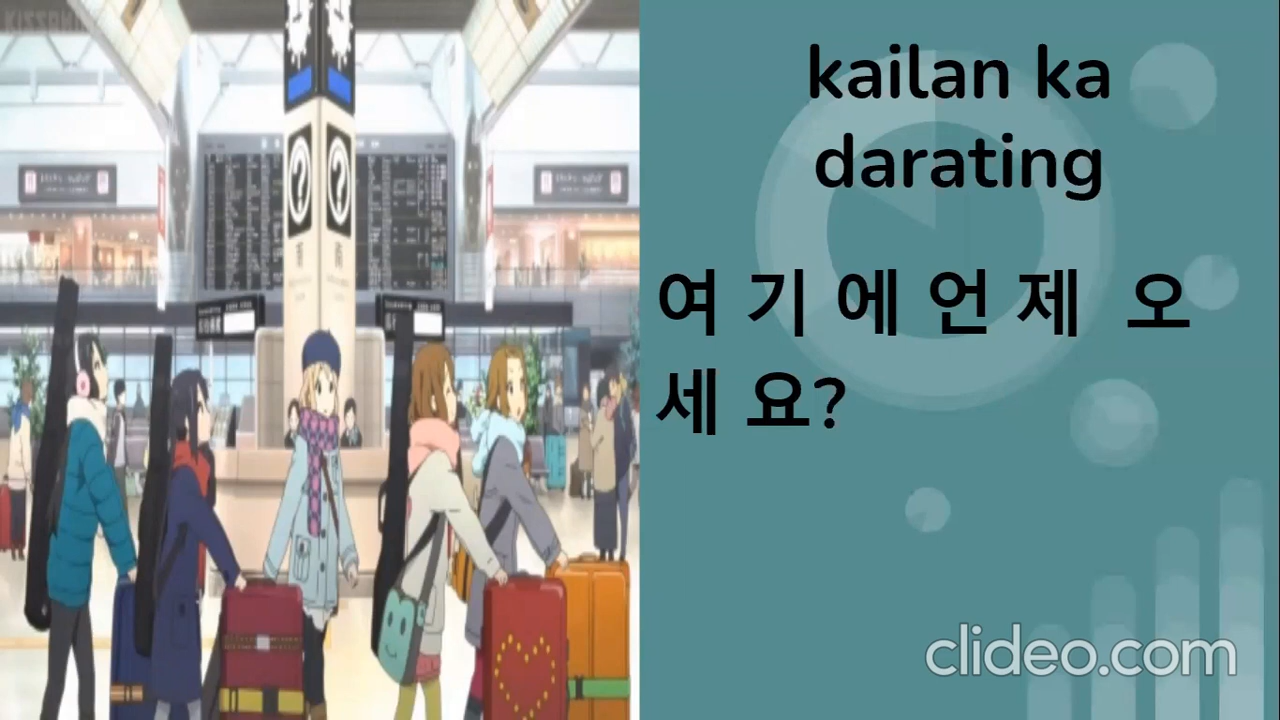 kailan ka
darating
여 기 에 언 제 오
세 요?
clideo.com